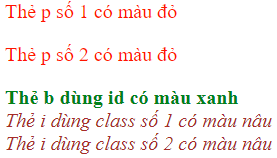 Thẻ p số 1 có màu đỏ
Thẻ p số 2 có màu đỏ
Thẻ b dùng id có màu xanh
Thẻ i dùng class số 1 có màu nâu
Thẻ i dùng class số 2 có màu nâu